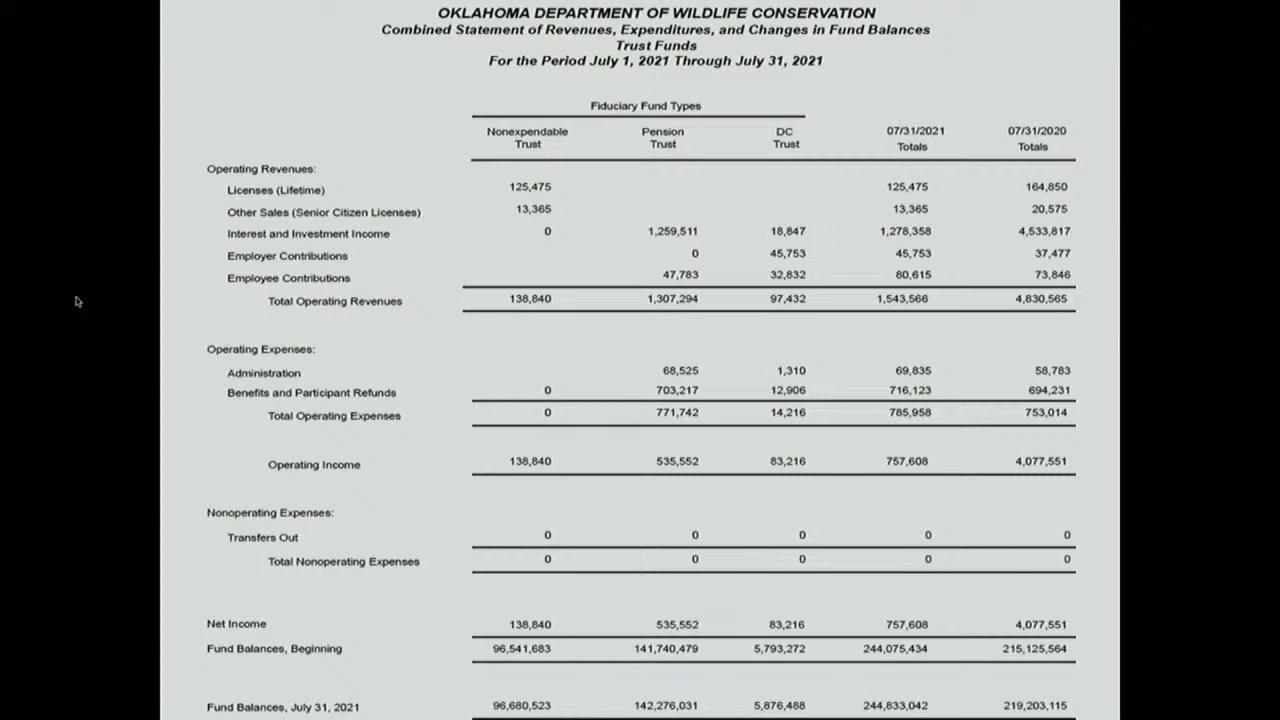 OKLAHOMA DEPARTMENT OF WILDLIFE CONSERVATION
Combined Statement of Revenues, Expenditures, and Changes in Fund Balances
Trust Funds
For the Period July 1, 2021 Through July 31, 2021
Fiduciary Fund Types
Nonexpendable Pension DC 07/31/2021 07/31/2020
Trust Trust Trust Totals Totals
Operating Revenues:
Licenses (Lifetime) 125,475 125,475 164,850
Other Sales (Senior Citizen Licenses) 13,365 13,365 20,575
Interest and Investment Income 0 1,259,511 18,847 1,278,358 4,533,817
Employer Contributions 0 45,753 45,753 37,477
Employee Contributions 47,783 32,832 80,615 73,846
Total Operating Revenues 138,840 1,307,294 97,432 1,543,566 4,830,565
Operating Expenses:
Administration 68,525 1,310 69,835 58,783
Benefits and Participant Refunds 0 703,217 12,906 716,123 694,231
Total Operating Expenses 0 771,742 14,216 785,958 753,014
Operating Income 138,840 535,552 83,216 757,608 4,077,551
Nonoperating Expenses:
Transfers Out 0 0 0 0 0
Total Nonoperating Expenses 0 0 0 0 0
Net Income 138,840 535,552 83,216 757,608 4,077,551
Fund Balances, Beginning 96,541,683 141,740,479 5,793,272 244,075,434 215,125,564
Fund Balances, July 31, 2021 96,680,523 142,276,031 5,876,488 244,833,042 219,203,115